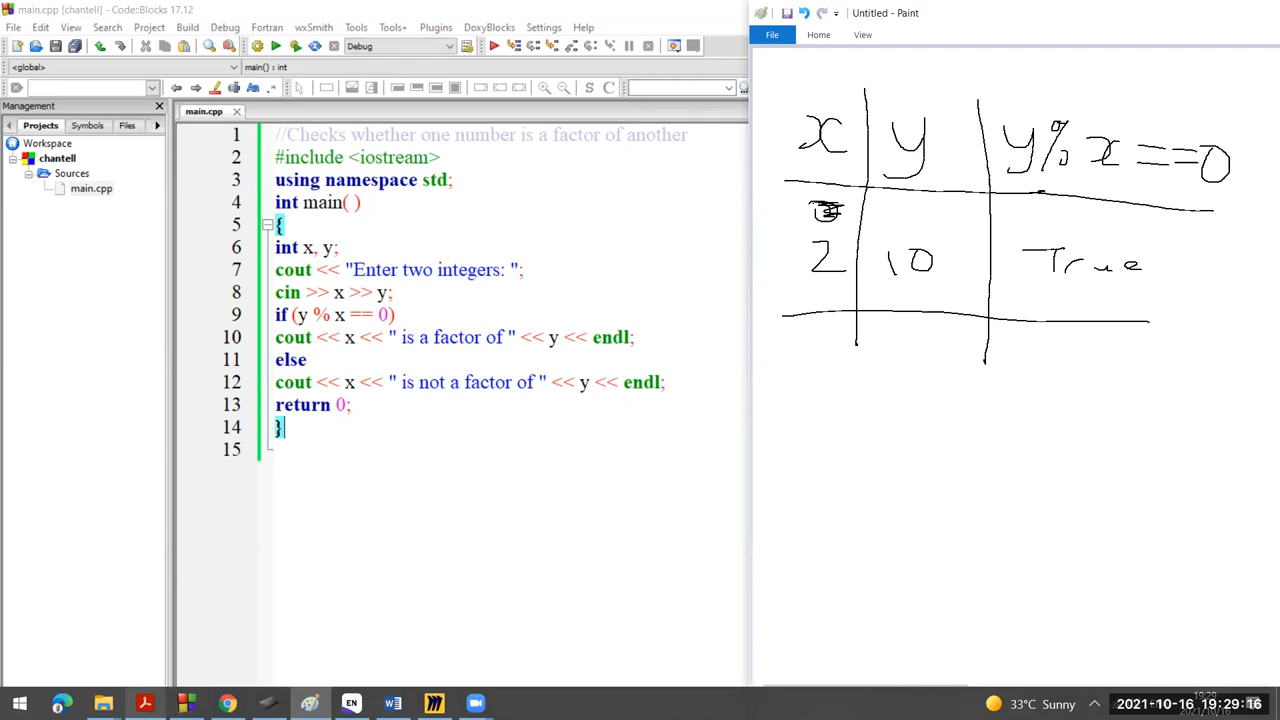 main.cpp [chantell] - Code::Blocks 17.12
File Edit View Search Project Build Debug Fortran wxSmith Tools Tools+ Plugins DoxyBlocks Settings
Debug
<global> main() : int
S C
Management
Projects Symbols Files
Workspace
chantell
Sources
main.cpp
main.cpp
1 //Checks whether one number is a factor of another
2 #include <iostream>
3 using namespace std;
4 int main( )
5 {
6 int x, y;
7 cout << "Enter two integers: ";
8 cin >> x >> y;
9 if (y % x == 0)
10 cout << x << " is a factor of " << y << endl;
11 else
12 cout << x << " is not a factor of " << y << endl;
13 return 0;
14 }
15
Untitled - Paint
File Home View
x y y%x==0
2 10 True
EN
33°C Sunny
2021-10-16 19:29:16